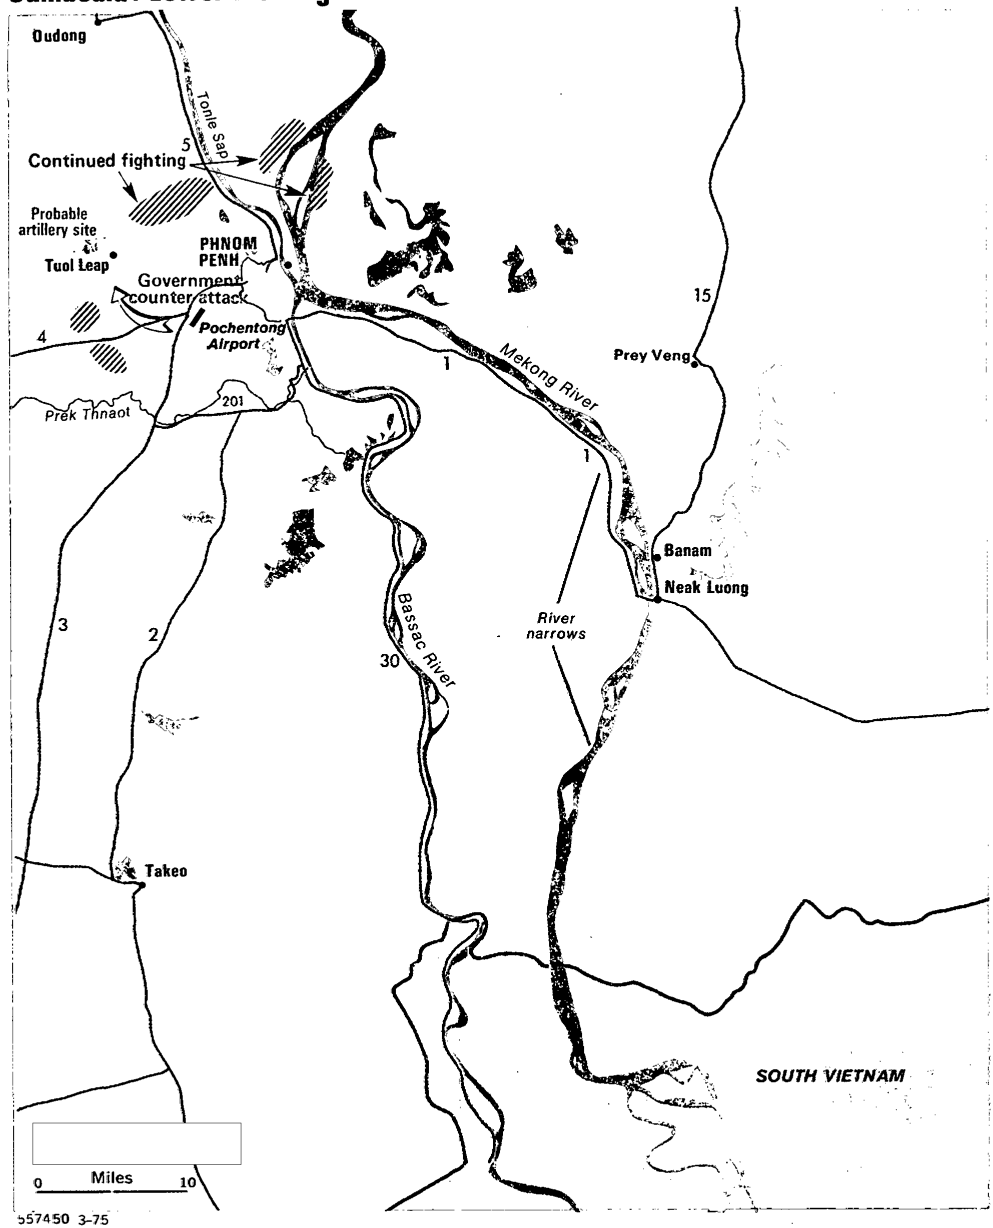 Oudong
Tonle Sap
5
Continued fighting
Probable
artillery site
Tuol Leap
PHNOM
PENH
Government
counter attack
Pochentong
Airport
4
Prek Thnaot
201
1
Mekong River
15
Prey Veng
1
Banam
Neak Luong
River
narrows
3
2
Bassac River
30
Takeo
SOUTH VIETNAM
Miles
0 10
557450 3-75